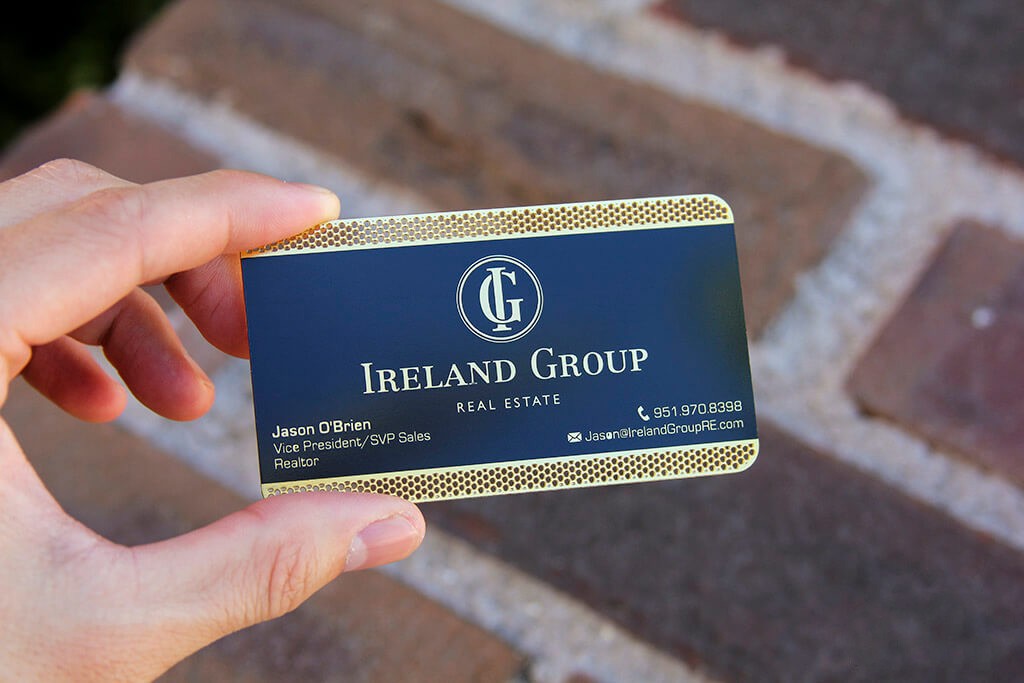 IG
IRELAND GROUP
REAL ESTATE
Jason O'Brien
Vice President/SVP Sales
Realtor
951.970.8398
Jason@IrelandGroupRE.com